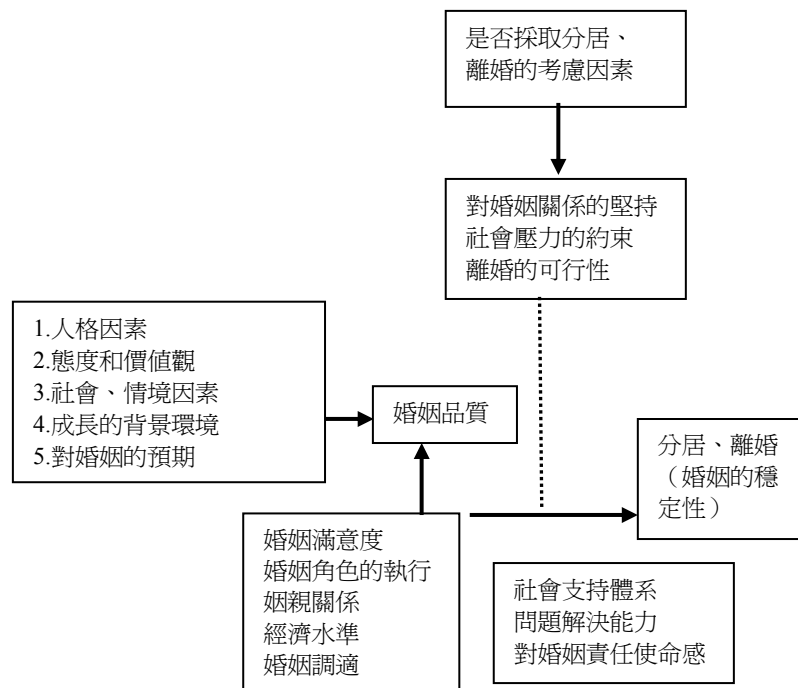 是否採取分居、
離婚的考慮因素
對婚姻關係的堅持
社會壓力的約束
離婚的可行性
1.人格因素
2.態度和價值觀
3.社會、情境因素
4.成長的背景環境
5.對婚姻的預期
婚姻品質
分居、離婚
（婚姻的穩
定性）
婚姻滿意度
婚姻角色的執行
姻親關係
經濟水準
婚姻調適
社會支持體系
問題解決能力
對婚姻責任使命感